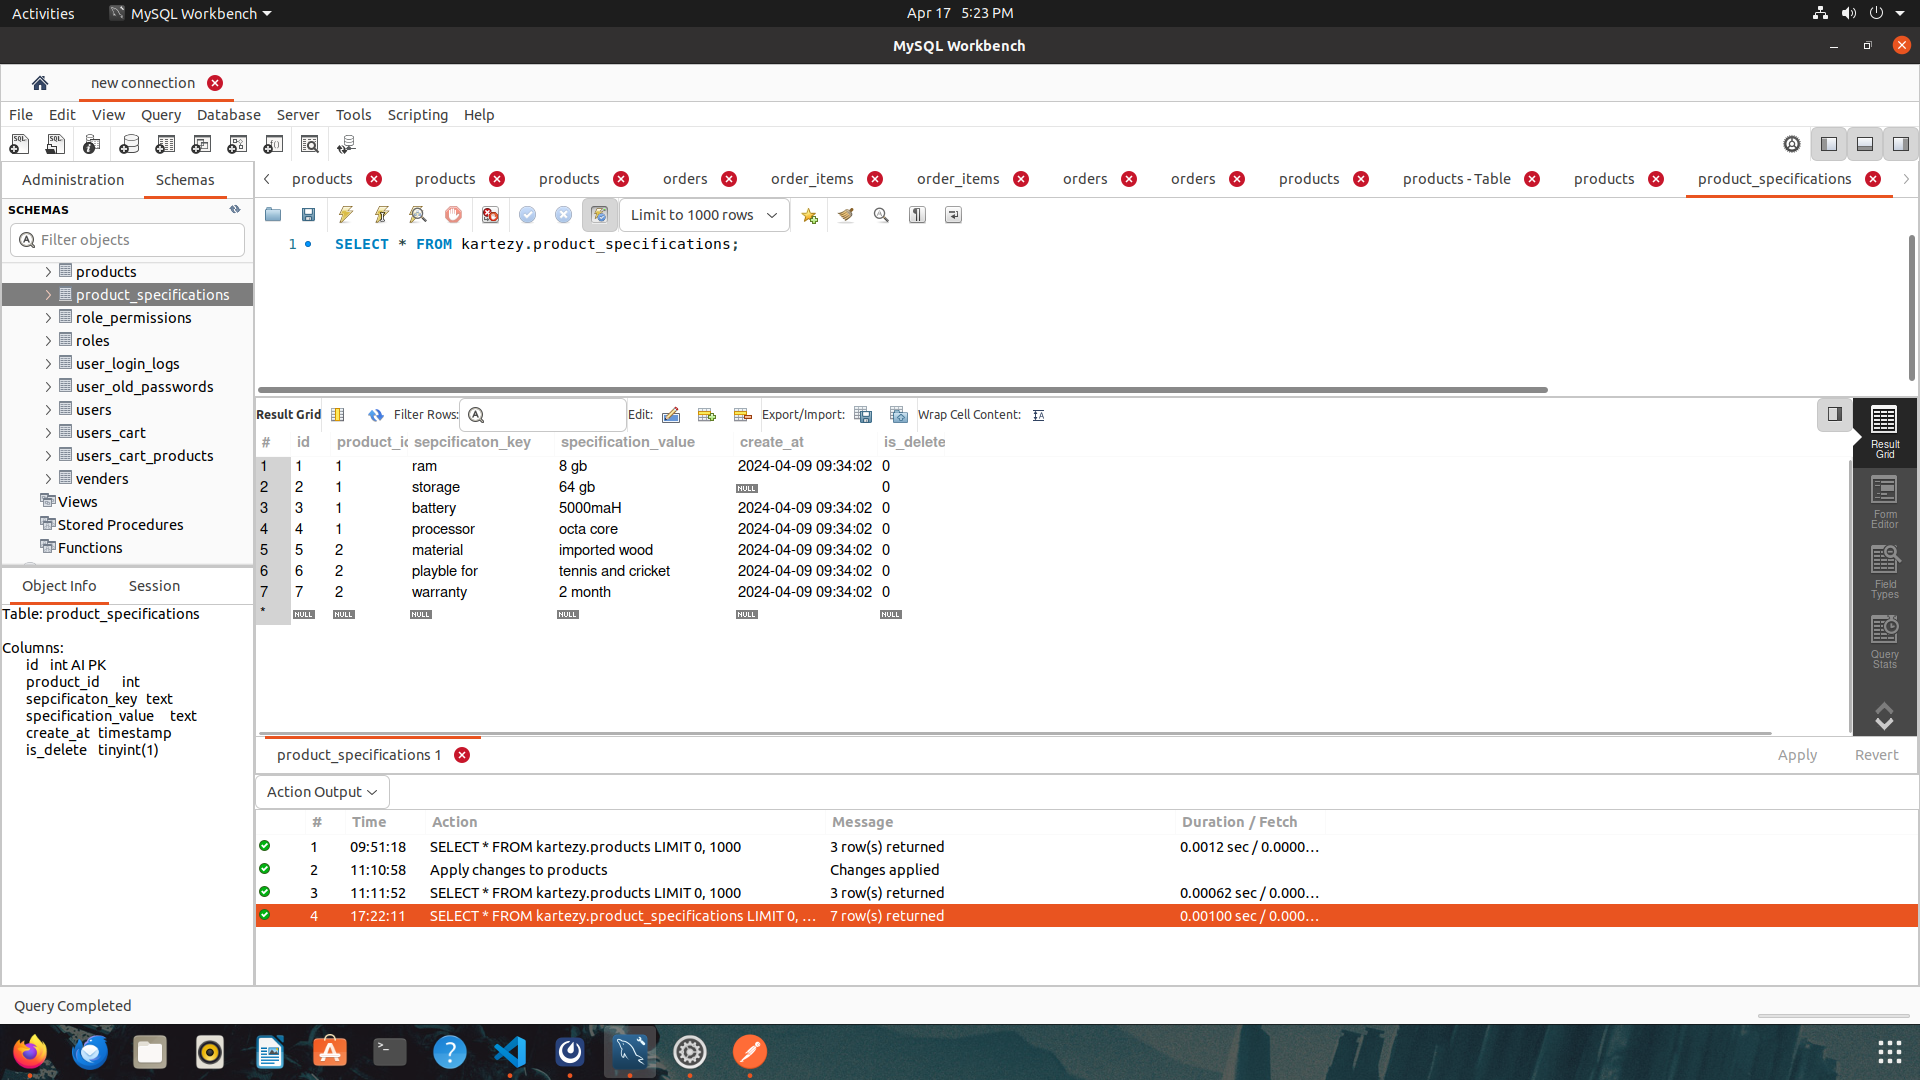 Activities MySQL Workbench Apr 17 5:23 PM
MySQL Workbench
new connection
File Edit View Query Database Server Tools Scripting Help
Administration Schemas products products products orders order_items order_items orders orders products products - Table products product_specifications
SCHEMAS
Filter objects
Limit to 1000 rows
1 SELECT * FROM kartezy.product_specifications;
products
product_specifications
role_permissions
roles
user_login_logs
user_old_passwords
users
users_cart
users_cart_products
venders
Views
Stored Procedures
Functions
Result Grid Filter Rows: Edit: Export/Import: Wrap Cell Content:
# id product_id sepcificaton_key specification_value create_at is_delete
1 1 1 ram 8 gb 2024-04-09 09:34:02 0
2 2 1 storage 64 gb NULL 0
3 3 1 battery 5000maH 2024-04-09 09:34:02 0
4 4 1 processor octa core 2024-04-09 09:34:02 0
5 5 2 material imported wood 2024-04-09 09:34:02 0
6 6 2 playble for tennis and cricket 2024-04-09 09:34:02 0
7 7 2 warranty 2 month 2024-04-09 09:34:02 0
* NULL NULL NULL NULL NULL NULL
Result
Grid
Form
Editor
Field
Types
Query
Stats
Object Info Session
Table: product_specifications
Columns:
id int AI PK
product_id int
sepcificaton_key text
specification_value text
create_at timestamp
is_delete tinyint(1)
product_specifications 1 Apply Revert
Action Output
# Time Action Message Duration / Fetch
1 09:51:18 SELECT * FROM kartezy.products LIMIT 0, 1000 3 row(s) returned 0.0012 sec / 0.0000...
2 11:10:58 Apply changes to products Changes applied
3 11:11:52 SELECT * FROM kartezy.products LIMIT 0, 1000 3 row(s) returned 0.00062 sec / 0.000...
4 17:22:11 SELECT * FROM kartezy.product_specifications LIMIT 0, ... 7 row(s) returned 0.00100 sec / 0.000...
Query Completed